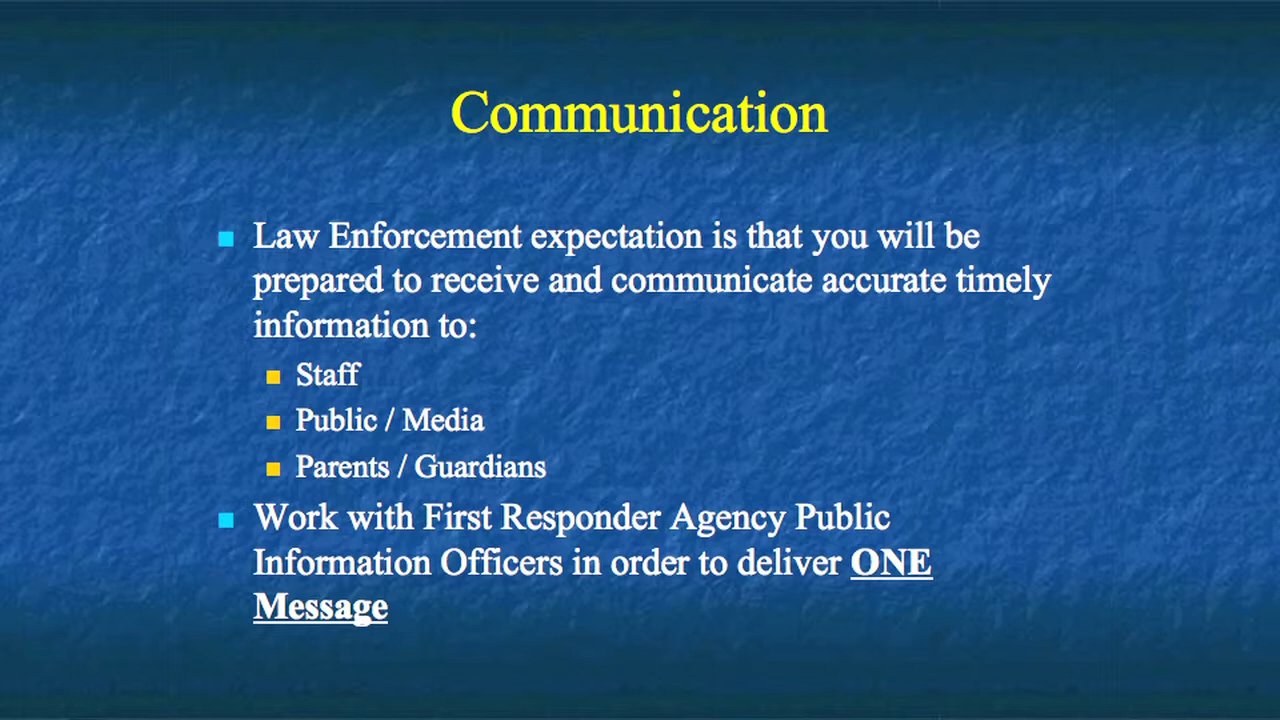 Communication
Law Enforcement expectation is that you will be
prepared to receive and communicate accurate timely
information to:
Staff
Public / Media
Parents / Guardians
Work with First Responder Agency Public
Information Officers in order to deliver ONE
Message